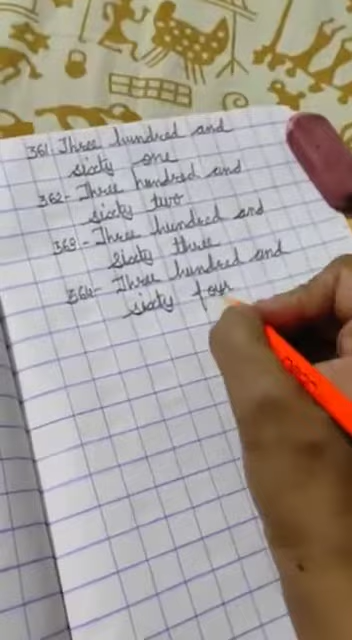 361- Three hundred and
sixty one
362- Three hundred and
sixty two
363- Three hundred and
sixty three
364- Three hundred and
sixty four